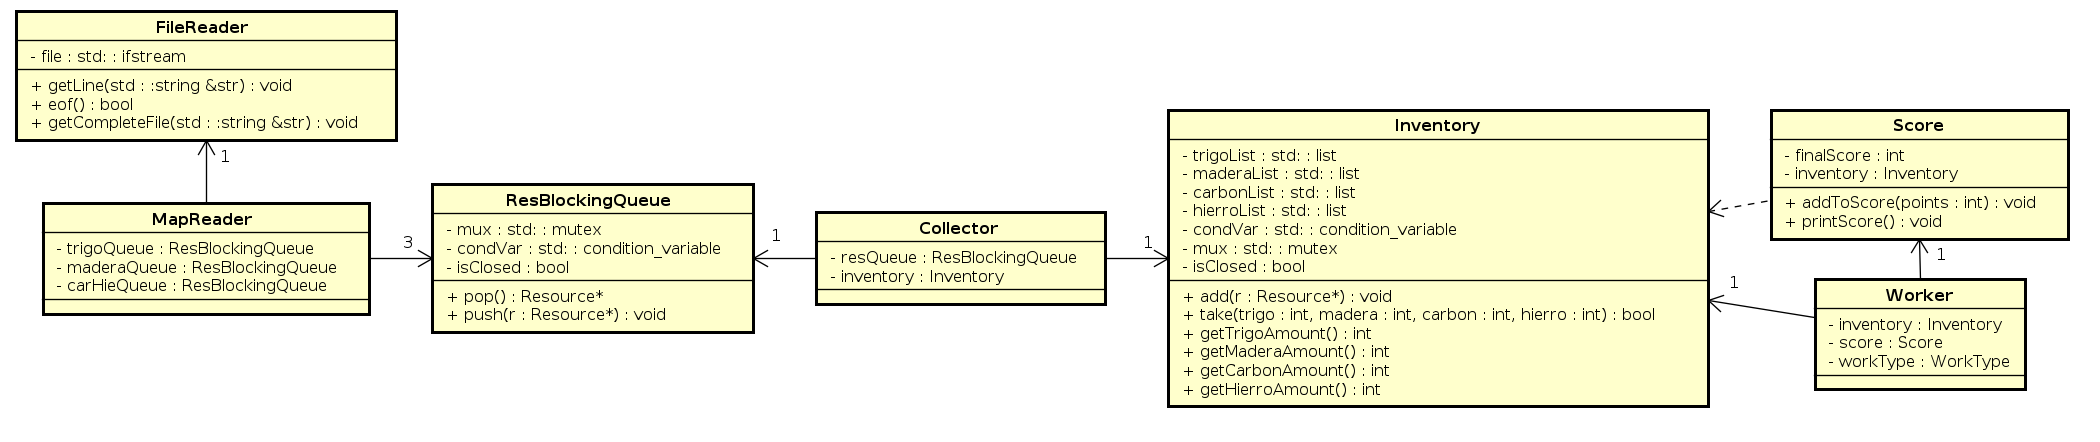 FileReader
- file : std: : ifstream
+ getLine(std : :string &str) : void
+ eof() : bool
+ getCompleteFile(std : :string &str) : void
1
MapReader
- trigoQueue : ResBlockingQueue
- maderaQueue : ResBlockingQueue
- carHieQueue : ResBlockingQueue
3
ResBlockingQueue
- mux : std: : mutex
- condVar : std: : condition_variable
- isClosed : bool
+ pop() : Resource*
+ push(r : Resource*) : void
1
Collector
- resQueue : ResBlockingQueue
- inventory : Inventory
1
Inventory
- trigoList : std: : list
- maderaList : std: : list
- carbonList : std: : list
- hierroList : std: : list
- condVar : std: : condition_variable
- mux : std: : mutex
- isClosed : bool
+ add(r : Resource*) : void
+ take(trigo : int, madera : int, carbon : int, hierro : int) : bool
+ getTrigoAmount() : int
+ getMaderaAmount() : int
+ getCarbonAmount() : int
+ getHierroAmount() : int
Score
- finalScore : int
- inventory : Inventory
+ addToScore(points : int) : void
+ printScore() : void
1
1
Worker
- inventory : Inventory
- score : Score
- workType : WorkType